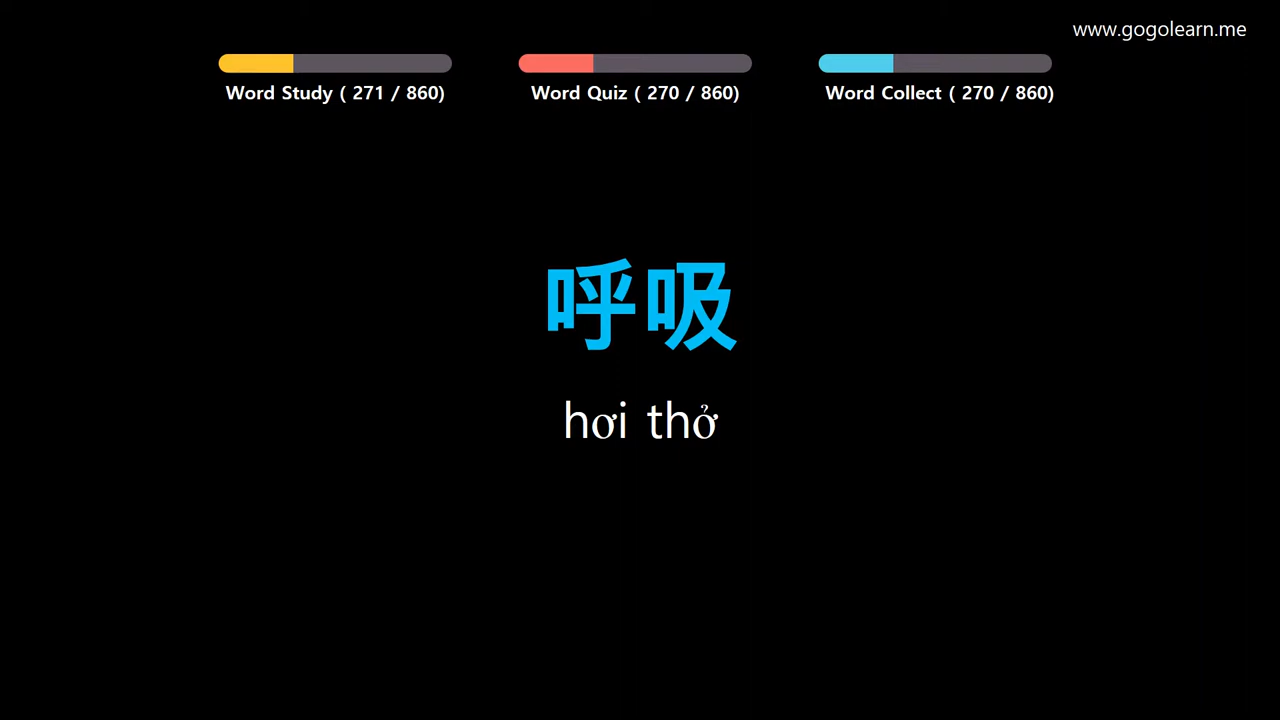 www.gogolearn.me
Word Study ( 271 / 860)
Word Quiz ( 270 / 860)
Word Collect ( 270 / 860)
呼吸
hơi thở